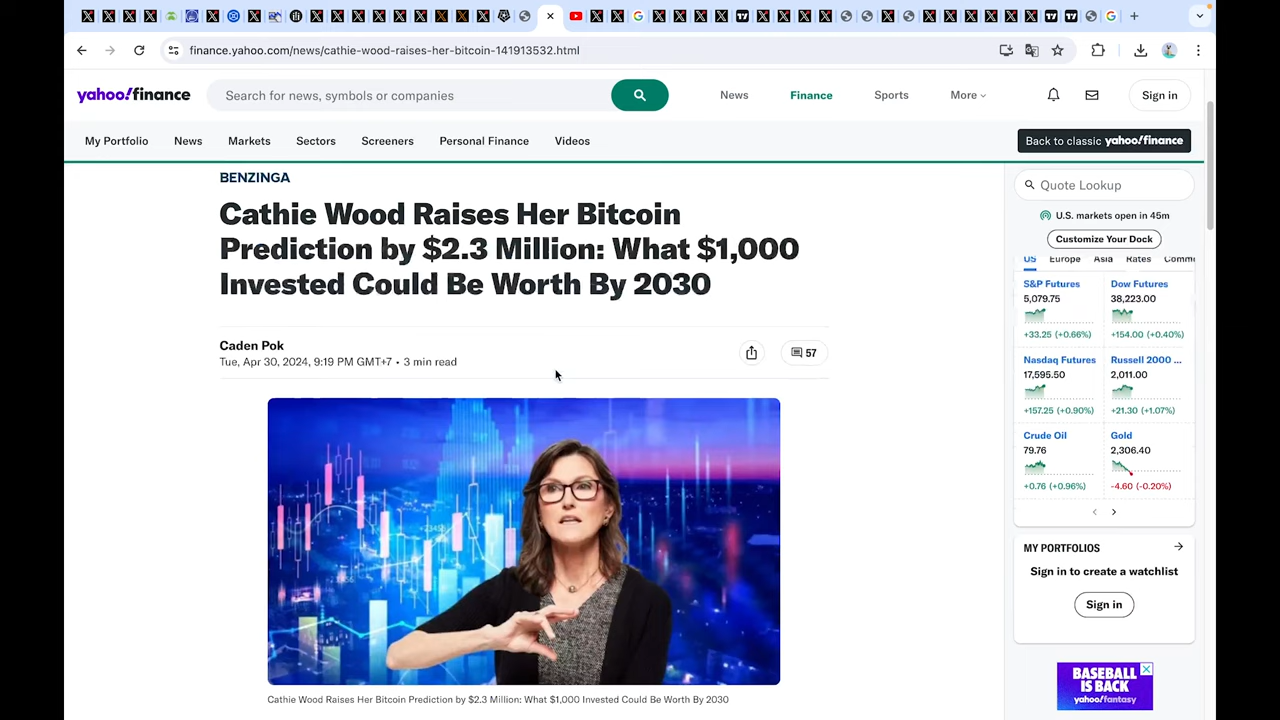 finance.yahoo.com/news/cathie-wood-raises-her-bitcoin-141913532.html
yahoo!finance
Search for news, symbols or companies
News
Finance
Sports
More
Sign in
My Portfolio
News
Markets
Sectors
Screeners
Personal Finance
Videos
Back to classic yahoo!finance
BENZINGA
Cathie Wood Raises Her Bitcoin
Prediction by $2.3 Million: What $1,000
Invested Could Be Worth By 2030
Caden Pok
Tue, Apr 30, 2024, 9:19 PM GMT+7 • 3 min read
57
Cathie Wood Raises Her Bitcoin Prediction by $2.3 Million: What $1,000 Invested Could Be Worth By 2030
Quote Lookup
U.S. markets open in 45m
Customize Your Dock
US Europe Asia Rates Comm
S&P Futures
5,079.75
+33.25 (+0.66%)
Dow Futures
38,223.00
+154.00 (+0.40%)
Nasdaq Futures
17,595.50
+157.25 (+0.90%)
Russell 2000 ...
2,011.00
+21.30 (+1.07%)
Crude Oil
79.76
+0.76 (+0.96%)
Gold
2,306.40
-4.60 (-0.20%)
MY PORTFOLIOS
Sign in to create a watchlist
Sign in
BASEBALL
IS BACK
yahoo!fantasy